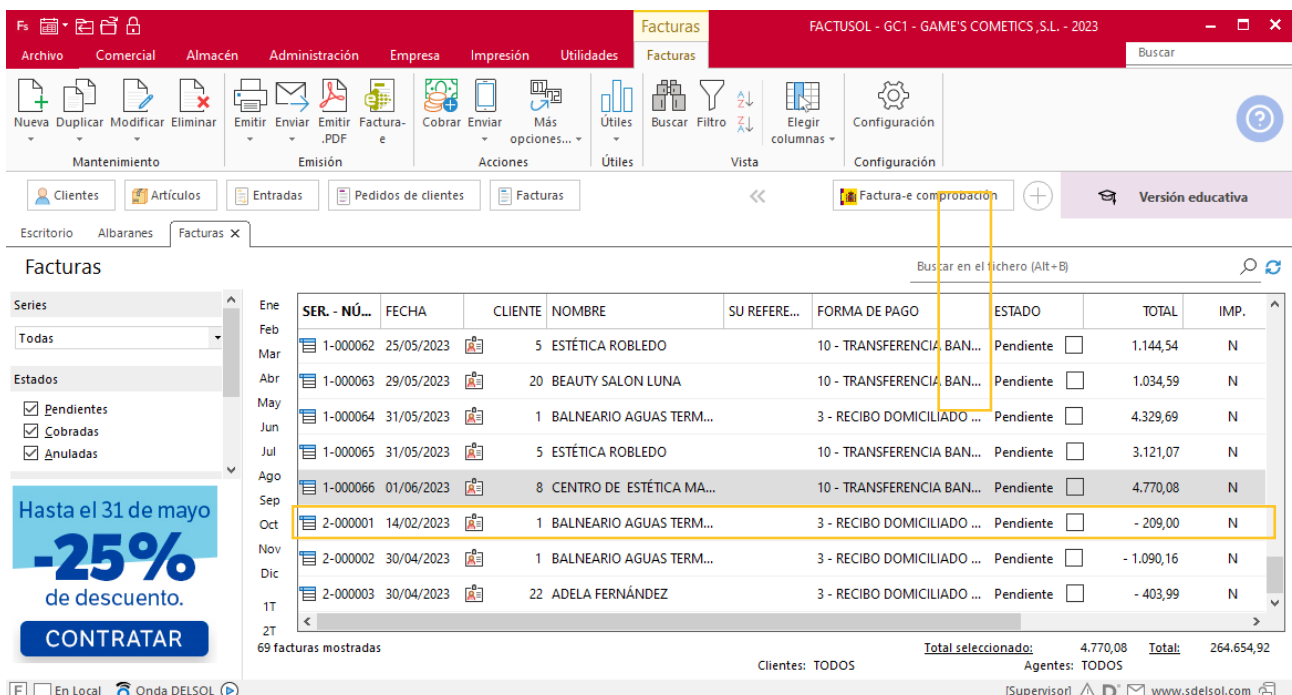 Fs Facturas FACTUSOL - GC1 - GAME'S COMETICS ,S.L. - 2023
Archivo Comercial Almacén Administración Empresa Impresión Utilidades Facturas Buscar
Nueva Duplicar Modificar Eliminar Emitir Enviar Emitir .PDF Factura-e Cobrar Enviar Más opciones... Útiles Buscar Filtro Elegir columnas Configuración
Mantenimiento Emisión Acciones Útiles Vista Configuración
Clientes Artículos Entradas Pedidos de clientes Facturas Factura-e comprobación Versión educativa
Escritorio Albaranes Facturas X
Facturas Buscar en el fichero (Alt+B)
Series
Todas
Estados
Pendientes
Cobradas
Anuladas
Hasta el 31 de mayo
-25%
de descuento.
CONTRATAR
Ene
Feb
Mar
Abr
May
Jun
Jul
Ago
Sep
Oct
Nov
Dic
1T
2T
SER. - NÚ... FECHA CLIENTE NOMBRE SU REFERE... FORMA DE PAGO ESTADO TOTAL IMP.
1-000062 25/05/2023 5 ESTÉTICA ROBLEDO 10 - TRANSFERENCIA BAN... Pendiente 1.144,54 N
1-000063 29/05/2023 20 BEAUTY SALON LUNA 10 - TRANSFERENCIA BAN... Pendiente 1.034,59 N
1-000064 31/05/2023 1 BALNEARIO AGUAS TERM... 3 - RECIBO DOMICILIADO ... Pendiente 4.329,69 N
1-000065 31/05/2023 5 ESTÉTICA ROBLEDO 10 - TRANSFERENCIA BAN... Pendiente 3.121,07 N
1-000066 01/06/2023 8 CENTRO DE ESTÉTICA MA... 10 - TRANSFERENCIA BAN... Pendiente 4.770,08 N
2-000001 14/02/2023 1 BALNEARIO AGUAS TERM... 3 - RECIBO DOMICILIADO ... Pendiente - 209,00 N
2-000002 30/04/2023 1 BALNEARIO AGUAS TERM... 3 - RECIBO DOMICILIADO ... Pendiente - 1.090,16 N
2-000003 30/04/2023 22 ADELA FERNÁNDEZ 3 - RECIBO DOMICILIADO ... Pendiente - 403,99 N
69 facturas mostradas Total seleccionado: 4.770,08 Total: 264.654,92
Clientes: TODOS Agentes: TODOS
F En Local Onda DELSOL [Supervisor] D www.sdelsol.com